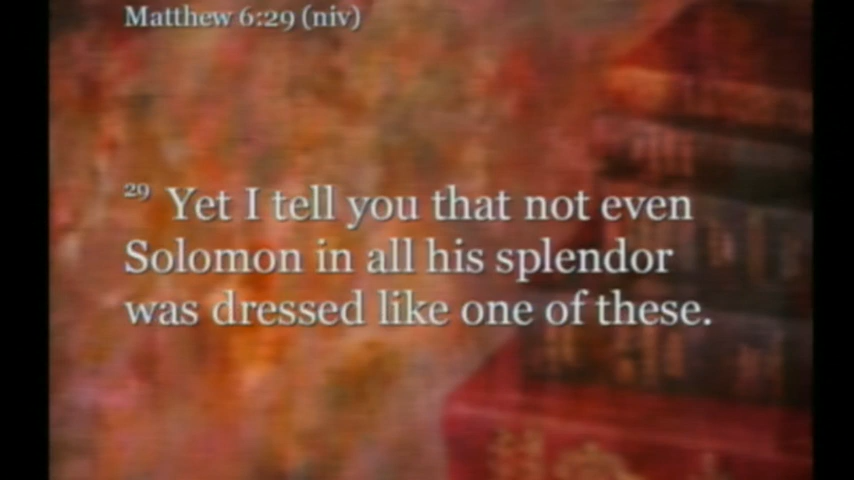 Matthew 6:29 (niv)
29 Yet I tell you that not even
Solomon in all his splendor
was dressed like one of these.